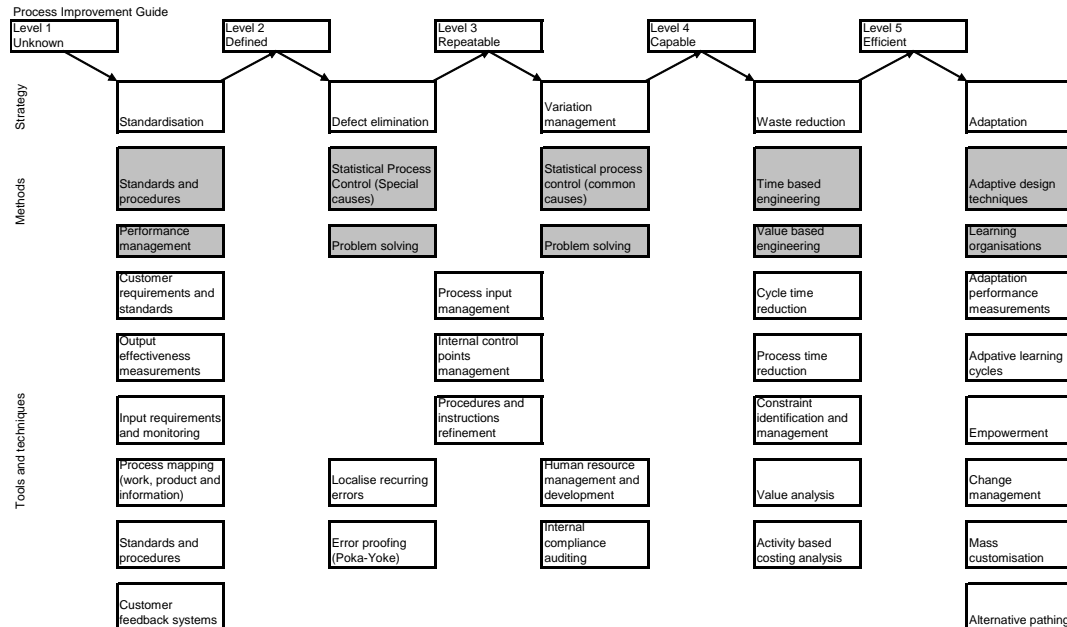 Process Improvement Guide
Level 1
Unknown
Level 2
Defined
Level 3
Repeatable
Level 4
Capable
Level 5
Efficient
Strategy
Standardisation
Defect elimination
Variation
management
Waste reduction
Adaptation
Methods
Standards and
procedures
Statistical Process
Control (Special
causes)
Statistical process
control (common
causes)
Time based
engineering
Adaptive design
techniques
Performance
management
Problem solving
Problem solving
Value based
engineering
Learning
organisations
Tools and techniques
Customer
requirements and
standards
Process input
management
Cycle time
reduction
Adaptation
performance
measurements
Output
effectiveness
measurements
Internal control
points
management
Process time
reduction
Adpative learning
cycles
Input requirements
and monitoring
Procedures and
instructions
refinement
Constraint
identification and
management
Empowerment
Process mapping
(work, product and
information)
Localise recurring
errors
Human resource
management and
development
Value analysis
Change
management
Standards and
procedures
Error proofing
(Poka-Yoke)
Internal
compliance
auditing
Activity based
costing analysis
Mass
customisation
Customer
feedback systems
Alternative pathing